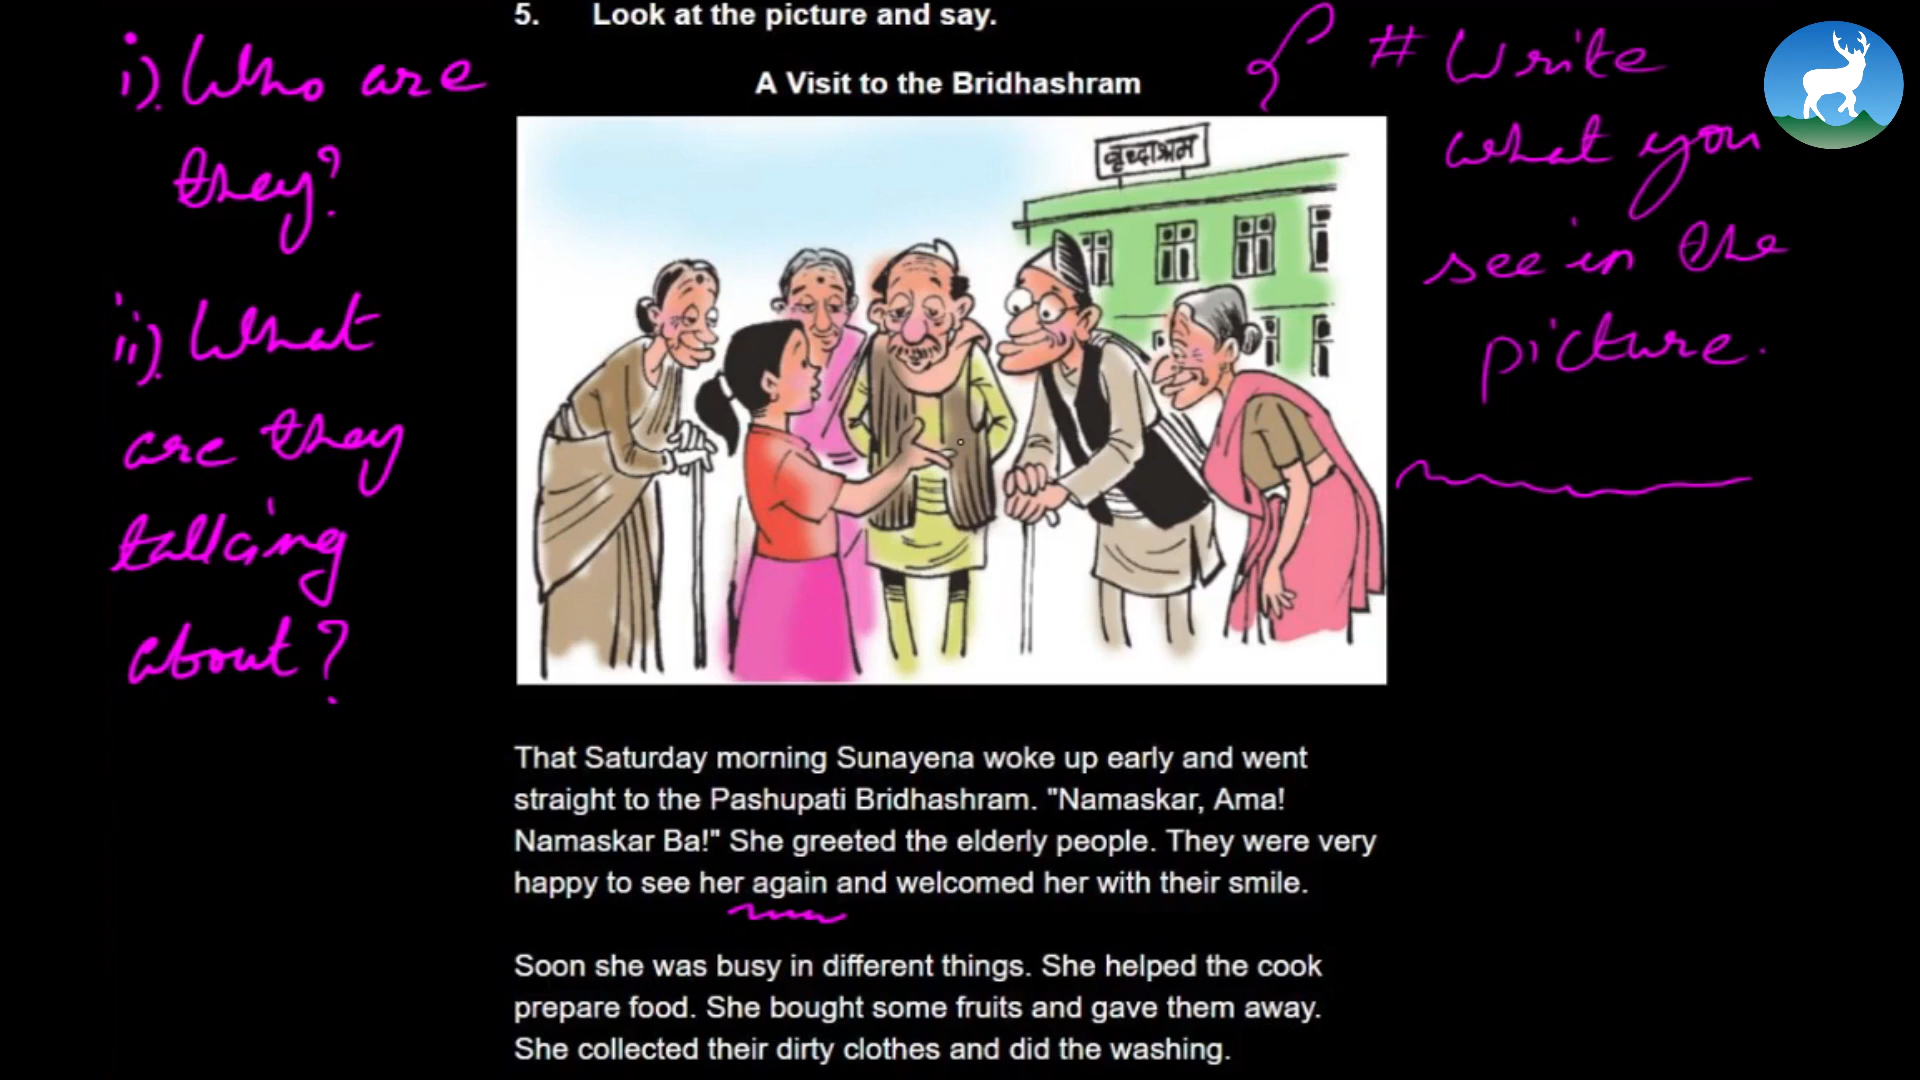 5. Look at the picture and say.
A Visit to the Bridhashram
i) Who are
they?
ii) What
are they
talking
about?
# Write
what you
see in the
picture.
वृध्दाश्रम
That Saturday morning Sunayena woke up early and went
straight to the Pashupati Bridhashram. "Namaskar, Ama!
Namaskar Ba!" She greeted the elderly people. They were very
happy to see her again and welcomed her with their smile.
Soon she was busy in different things. She helped the cook
prepare food. She bought some fruits and gave them away.
She collected their dirty clothes and did the washing.